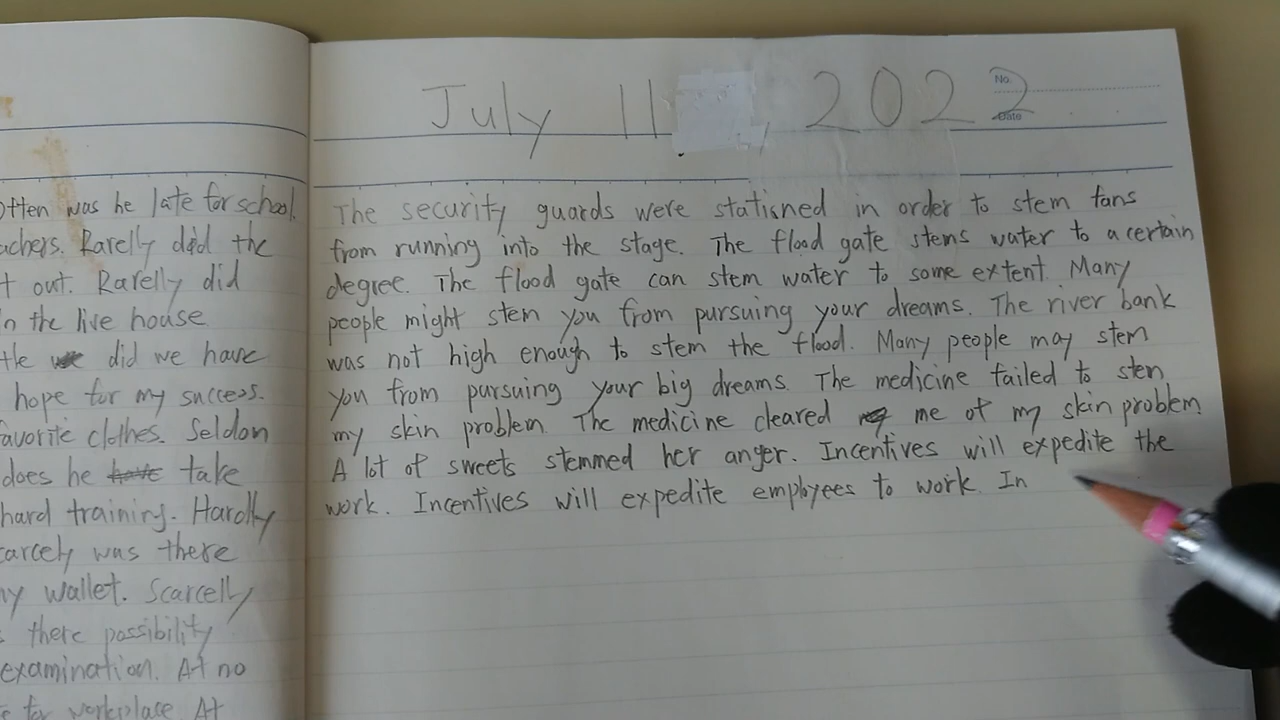 No.
Date
July 11, 2022
Often was he late for school.
achers. Rarelly did the
t out. Rarelly did
n the live house
ttle did we have
hope for my success.
avorite clothes. Seldom
does he have take
hard training. Hardly
carcely was there
my wallet. Scarcelly
s there possibility
examination. At no
e for workplace At
The security guards were stationed in order to stem fans
from running into the stage. The flood gate stems water to a certain
degree. The flood gate can stem water to some extent. Many
people might stem you from pursuing your dreams. The river bank
was not high enough to stem the flood. Many people may stem
you from pursuing your big dreams. The medicine failed to stem
my skin problem. The medicine cleared me of my skin problem
A lot of sweets stemmed her anger. Incentives will expedite the
work. Incentives will expedite employees to work. In